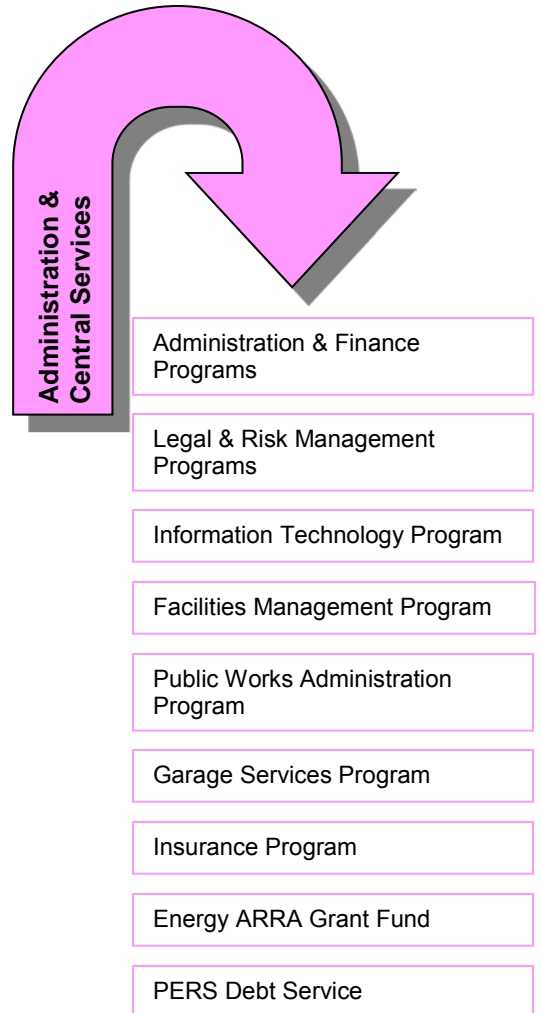 Administration &
Central Services
Administration & Finance
Programs
Legal & Risk Management
Programs
Information Technology Program
Facilities Management Program
Public Works Administration
Program
Garage Services Program
Insurance Program
Energy ARRA Grant Fund
PERS Debt Service